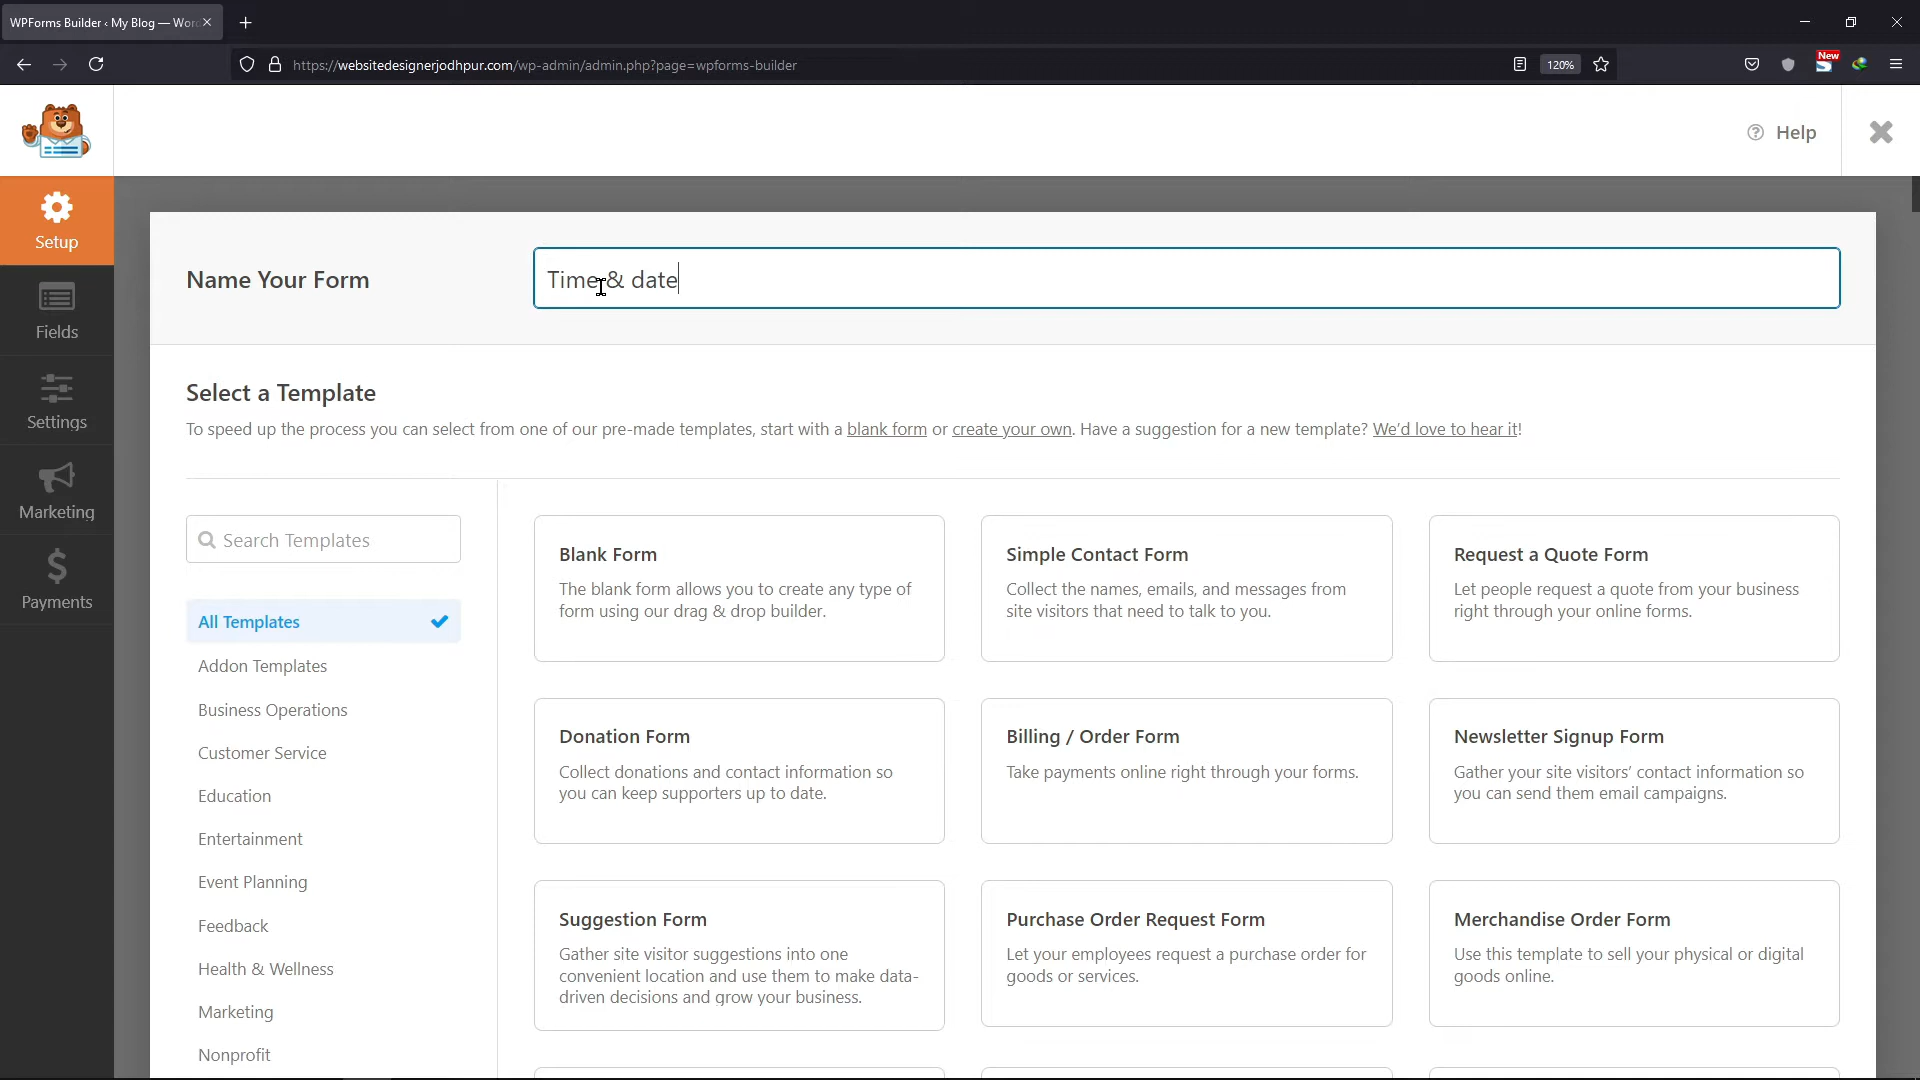 WPForms Builder ‹ My Blog — Wor
https://websitedesignerjodhpur.com/wp-admin/admin.php?page=wpforms-builder
120%
New
Help
Setup
Fields
Settings
Marketing
Payments
Name Your Form
Time & date
Select a Template
To speed up the process you can select from one of our pre-made templates, start with a blank form or create your own. Have a suggestion for a new template? We'd love to hear it!
Search Templates
All Templates
Addon Templates
Business Operations
Customer Service
Education
Entertainment
Event Planning
Feedback
Health & Wellness
Marketing
Nonprofit
Blank Form
The blank form allows you to create any type of
form using our drag & drop builder.
Simple Contact Form
Collect the names, emails, and messages from
site visitors that need to talk to you.
Request a Quote Form
Let people request a quote from your business
right through your online forms.
Donation Form
Collect donations and contact information so
you can keep supporters up to date.
Billing / Order Form
Take payments online right through your forms.
Newsletter Signup Form
Gather your site visitors' contact information so
you can send them email campaigns.
Suggestion Form
Gather site visitor suggestions into one
convenient location and use them to make data-
driven decisions and grow your business.
Purchase Order Request Form
Let your employees request a purchase order for
goods or services.
Merchandise Order Form
Use this template to sell your physical or digital
goods online.